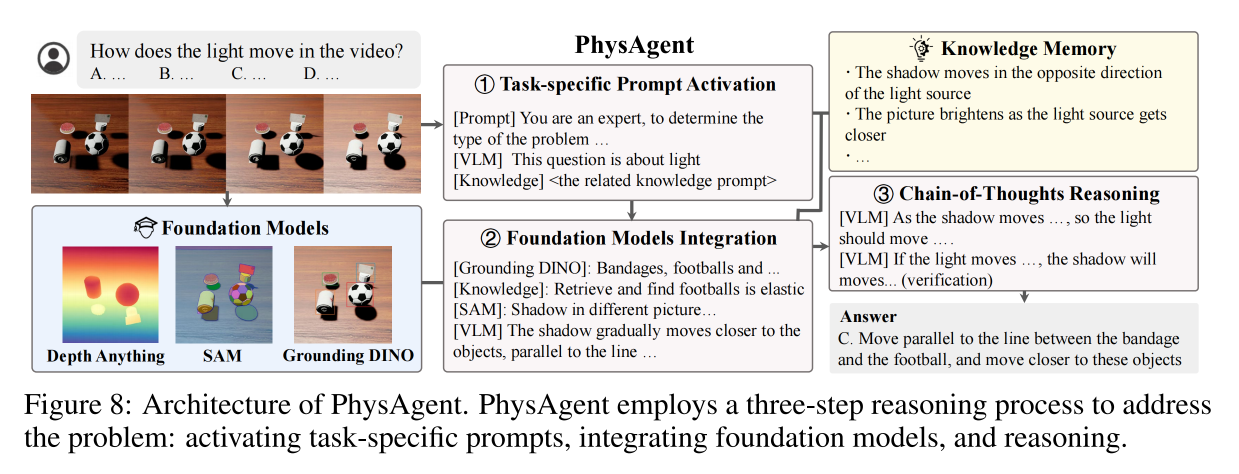 How does the light move in the video?
A. … B. … C. … D. …
Foundation Models
Depth Anything SAM Grounding DINO
PhysAgent
① Task-specific Prompt Activation
[Prompt] You are an expert, to determine the
type of the problem …
[VLM] This question is about light
[Knowledge] <the related knowledge prompt>
② Foundation Models Integration
[Grounding DINO]: Bandages, footballs and ...
[Knowledge]: Retrieve and find footballs is elastic
[SAM]: Shadow in different picture…
[VLM] The shadow gradually moves closer to the
objects, parallel to the line …
Knowledge Memory
· The shadow moves in the opposite direction
of the light source
· The picture brightens as the light source gets
closer
· …
③ Chain-of-Thoughts Reasoning
[VLM] As the shadow moves …, so the light
should move ….
[VLM] If the light moves …, the shadow will
moves... (verification)
Answer
C. Move parallel to the line between the bandage
and the football, and move closer to these objects
Figure 8: Architecture of PhysAgent. PhysAgent employs a three-step reasoning process to address
the problem: activating task-specific prompts, integrating foundation models, and reasoning.